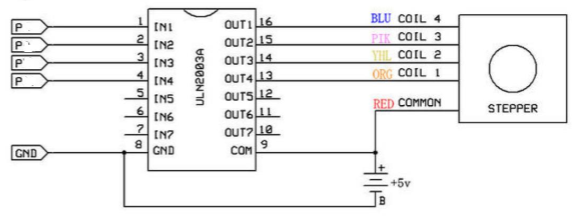 P 1 IN1 OUT1 16 BLU COIL 4
P 2 IN2 OUT2 15 PIK COIL 3
P 3 IN3 OUT3 14 YHL COIL 2
P 4 IN4 OUT4 13 ORG COIL 1
5 IN5 OUT5 12
6 IN6 OUT6 11
7 IN7 OUT7 10
GND 8 GND COM 9
ULN2003A
RED COMMON
STEPPER
+
+5v
B